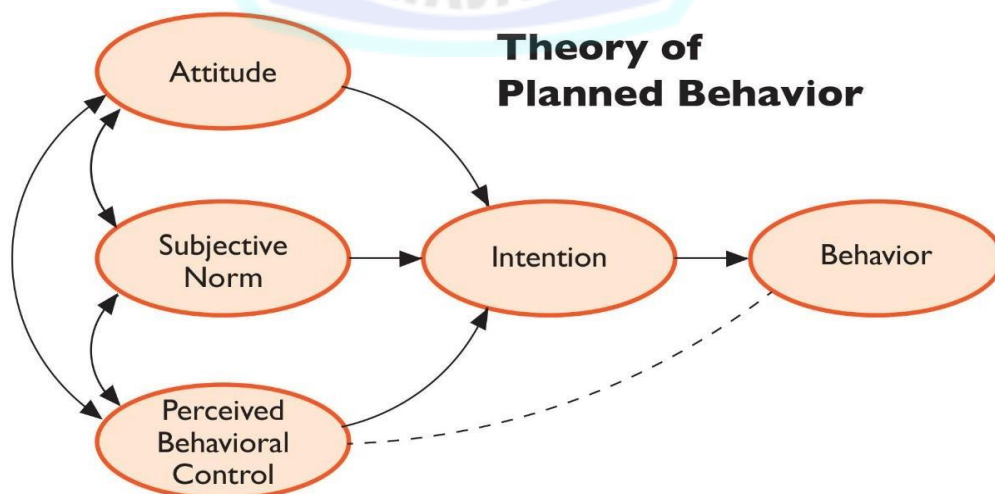 Theory of
Planned Behavior
Attitude
Subjective
Norm
Intention
Behavior
Perceived
Behavioral
Control